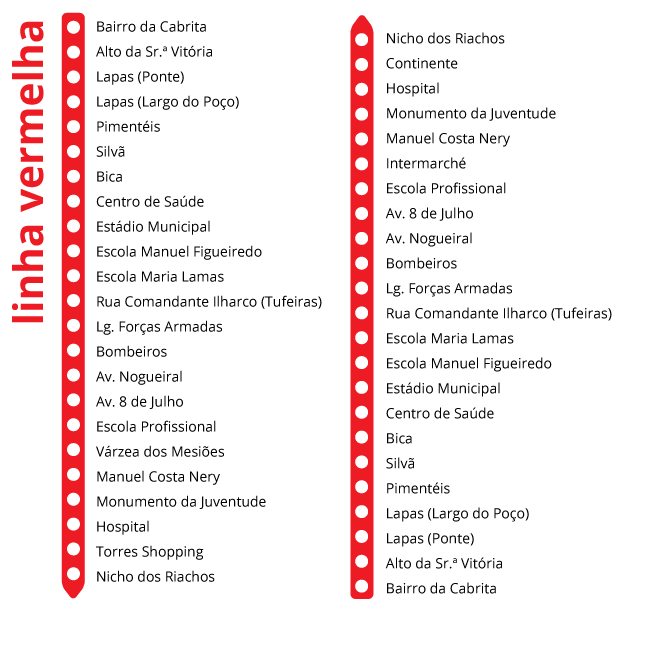 linha vermelha
Bairro da Cabrita
Alto da Sr.ª Vitória
Lapas (Ponte)
Lapas (Largo do Poço)
Pimentéis
Silvã
Bica
Centro de Saúde
Estádio Municipal
Escola Manuel Figueiredo
Escola Maria Lamas
Rua Comandante Ilharco (Tufeiras)
Lg. Forças Armadas
Bombeiros
Av. Nogueiral
Av. 8 de Julho
Escola Profissional
Várzea dos Mesiões
Manuel Costa Nery
Monumento da Juventude
Hospital
Torres Shopping
Nicho dos Riachos
Nicho dos Riachos
Continente
Hospital
Monumento da Juventude
Manuel Costa Nery
Intermarché
Escola Profissional
Av. 8 de Julho
Av. Nogueiral
Bombeiros
Lg. Forças Armadas
Rua Comandante Ilharco (Tufeiras)
Escola Maria Lamas
Escola Manuel Figueiredo
Estádio Municipal
Centro de Saúde
Bica
Silvã
Pimentéis
Lapas (Largo do Poço)
Lapas (Ponte)
Alto da Sr.ª Vitória
Bairro da Cabrita